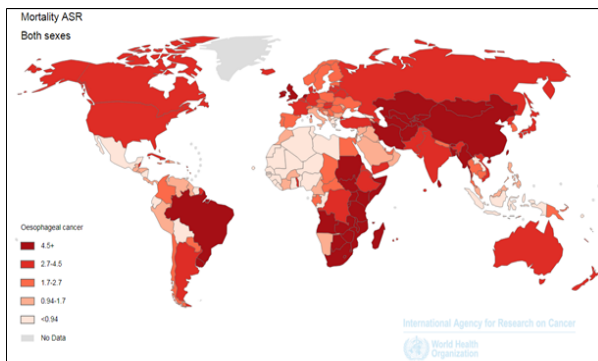 Mortality ASR
Both sexes
Oesophageal cancer
4.5+
2.7-4.5
1.7-2.7
0.94-1.7
<0.94
No Data
International Agency for Research on Cancer
World Health
Organization